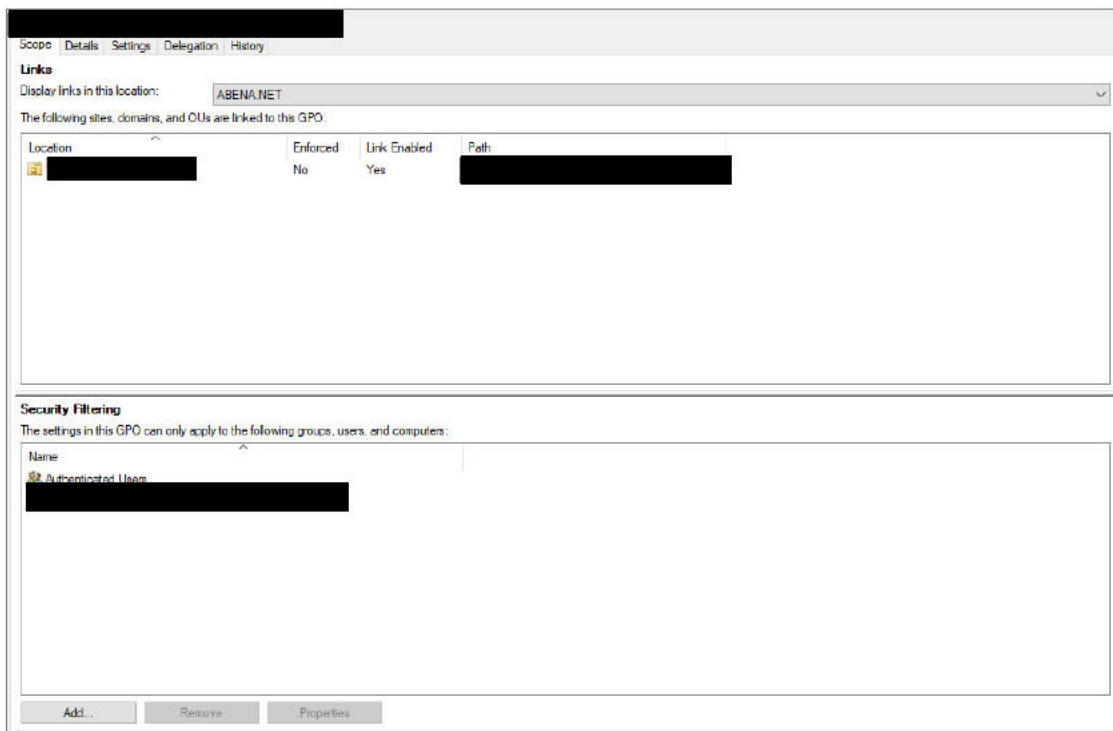 Scope Details Settings Delegation History
Links
Display links in this location: ABENA.NET
The following sites, domains, and OUs are linked to this GPO:
Location Enforced Link Enabled Path
No Yes
Security Filtering
The settings in this GPO can only apply to the following groups, users, and computers:
Name
Authenticated Users
Add... Remove Properties